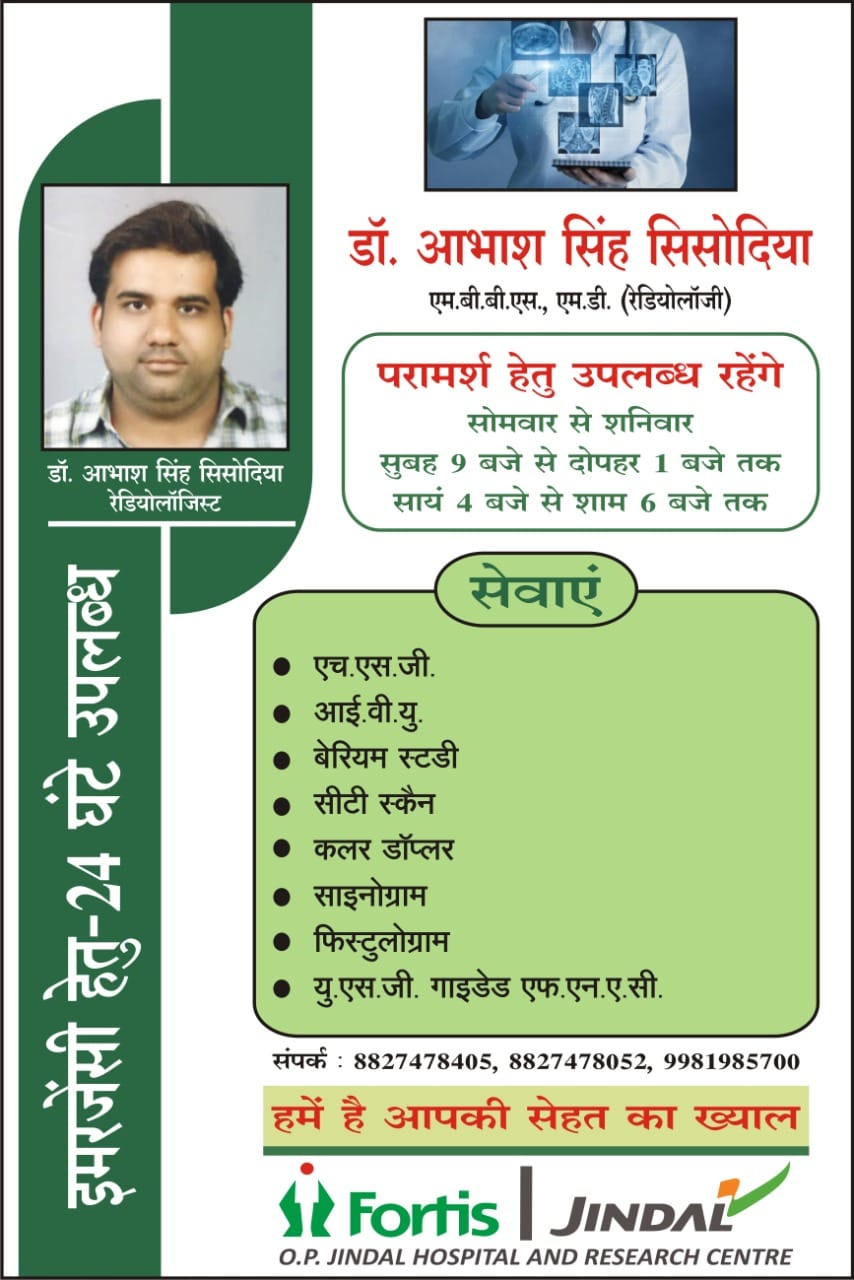 डॉ. आभाश सिंह सिसोदिया
एम.बी.बी.एस., एम.डी. (रेडियोलॉजी)
परामर्श हेतु उपलब्ध रहेंगे
सोमवार से शनिवार
सुबह 9 बजे से दोपहर 1 बजे तक
सायं 4 बजे से शाम 6 बजे तक
डॉ. आभाश सिंह सिसोदिया
रेडियोलॉजिस्ट
इमरजेंसी हेतु-24 घंटे उपलब्ध
सेवाएं
● एच.एस.जी.
● आई.वी.यु.
● बेरियम स्टडी
● सीटी स्कैन
● कलर डॉप्लर
● साइनोग्राम
● फिस्टुलोग्राम
● यु.एस.जी. गाइडेड एफ.एन.ए.सी.
संपर्क : 8827478405, 8827478052, 9981985700
हमें है आपकी सेहत का ख्याल
Fortis | JINDAL
O.P. JINDAL HOSPITAL AND RESEARCH CENTRE